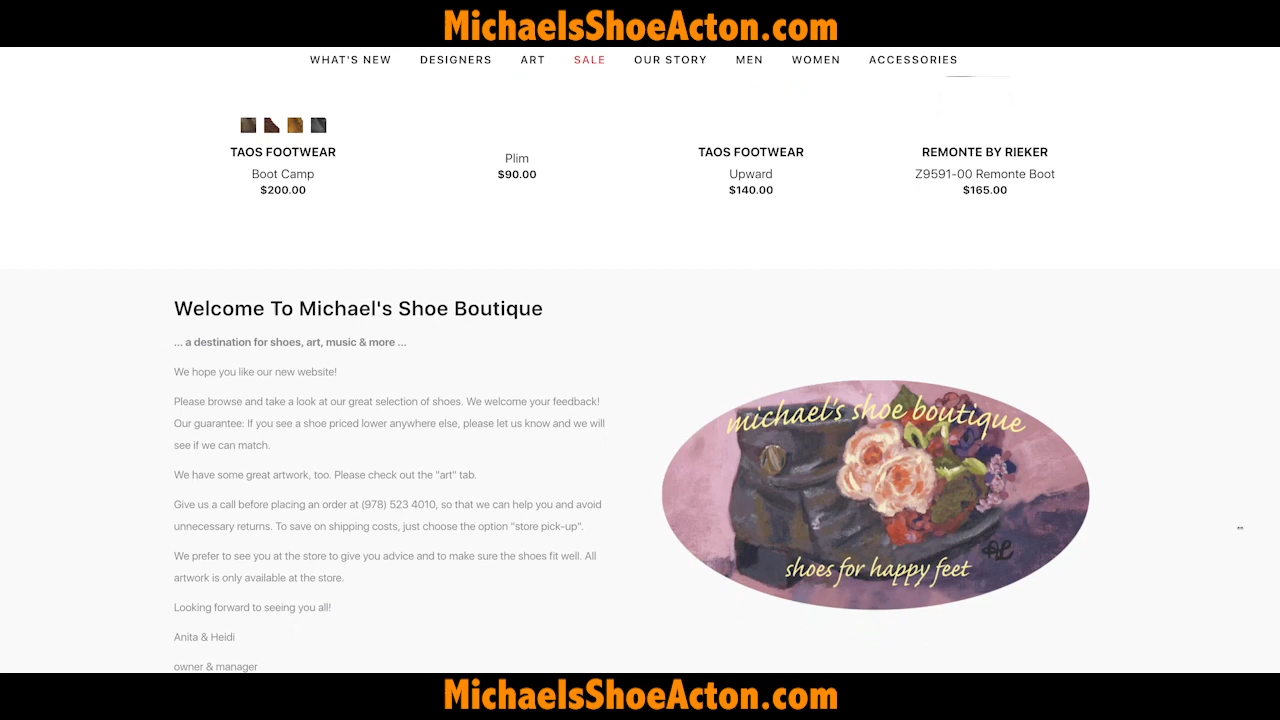 MichaelsShoeActon.com
WHAT'S NEW DESIGNERS ART SALE OUR STORY MEN WOMEN ACCESSORIES
TAOS FOOTWEAR
Boot Camp
$200.00
Plim
$90.00
TAOS FOOTWEAR
Upward
$140.00
REMONTE BY RIEKER
Z9591-00 Remonte Boot
$165.00
Welcome To Michael's Shoe Boutique
... a destination for shoes, art, music & more ...
We hope you like our new website!
Please browse and take a look at our great selection of shoes. We welcome your feedback!
Our guarantee: If you see a shoe priced lower anywhere else, please let us know and we will
see if we can match.
We have some great artwork, too. Please check out the "art" tab.
Give us a call before placing an order at (978) 523 4010, so that we can help you and avoid
unnecessary returns. To save on shipping costs, just choose the option "store pick-up".
We prefer to see you at the store to give you advice and to make sure the shoes fit well. All
artwork is only available at the store.
Looking forward to seeing you all!
Anita & Heidi
owner & manager
michael's shoe boutique
shoes for happy feet
MichaelsShoeActon.com